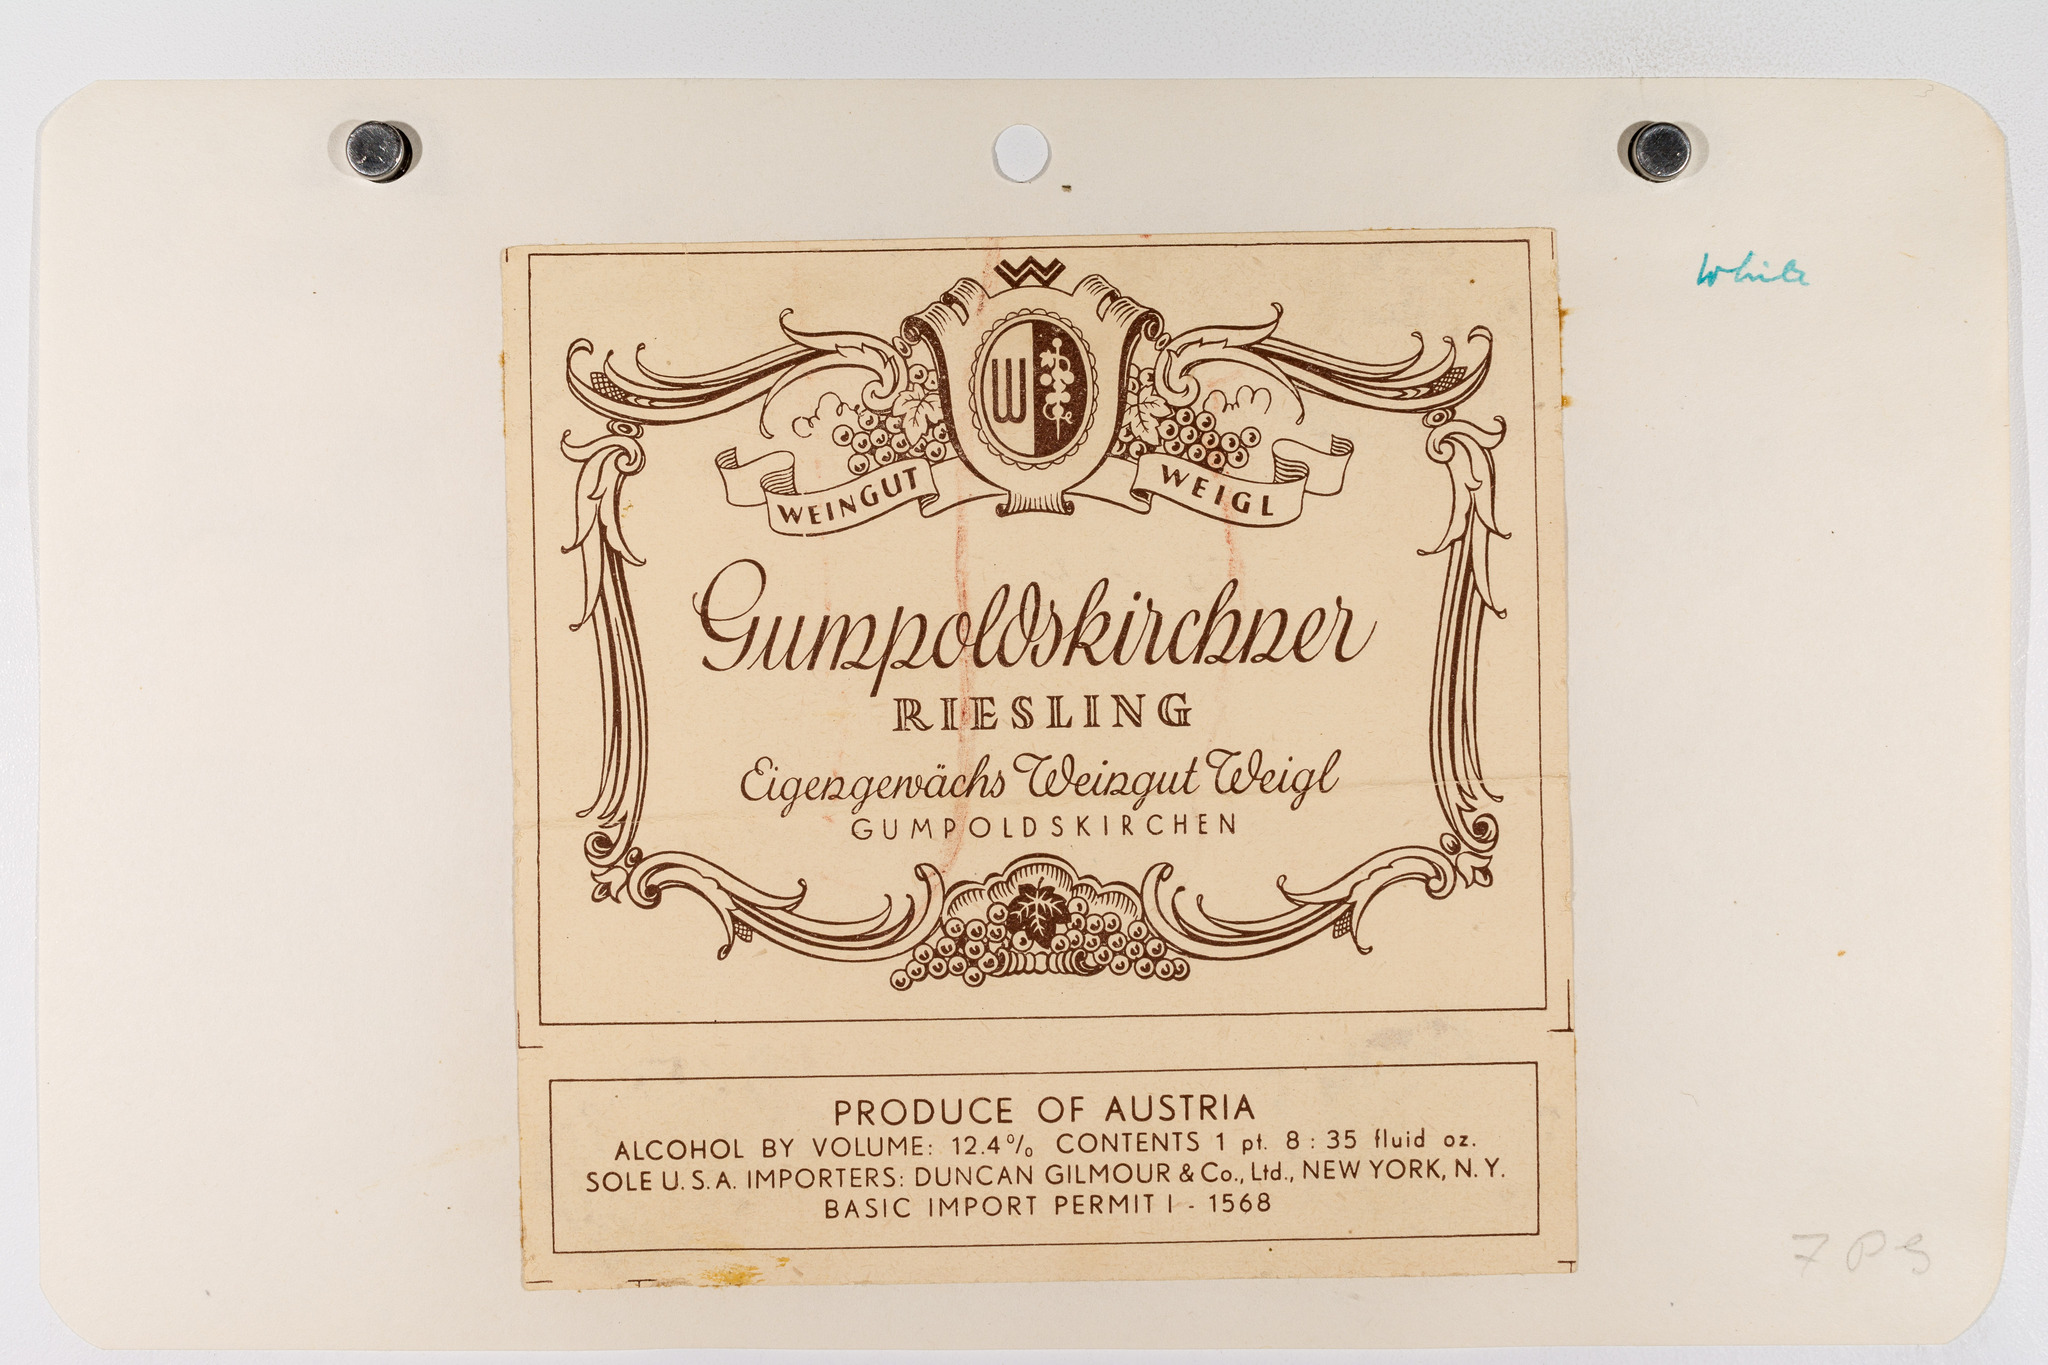 White
W
W
WEINGUT WEIGL
Gumpoldskirchner
RIESLING
Eigengewächs Weingut Weigl
GUMPOLDSKIRCHEN
PRODUCE OF AUSTRIA
ALCOHOL BY VOLUME: 12.4% CONTENTS 1 pt. 8 : 35 fluid oz.
SOLE U.S.A. IMPORTERS: DUNCAN GILMOUR & Co., Ltd., NEW YORK, N.Y.
BASIC IMPORT PERMIT I - 1568